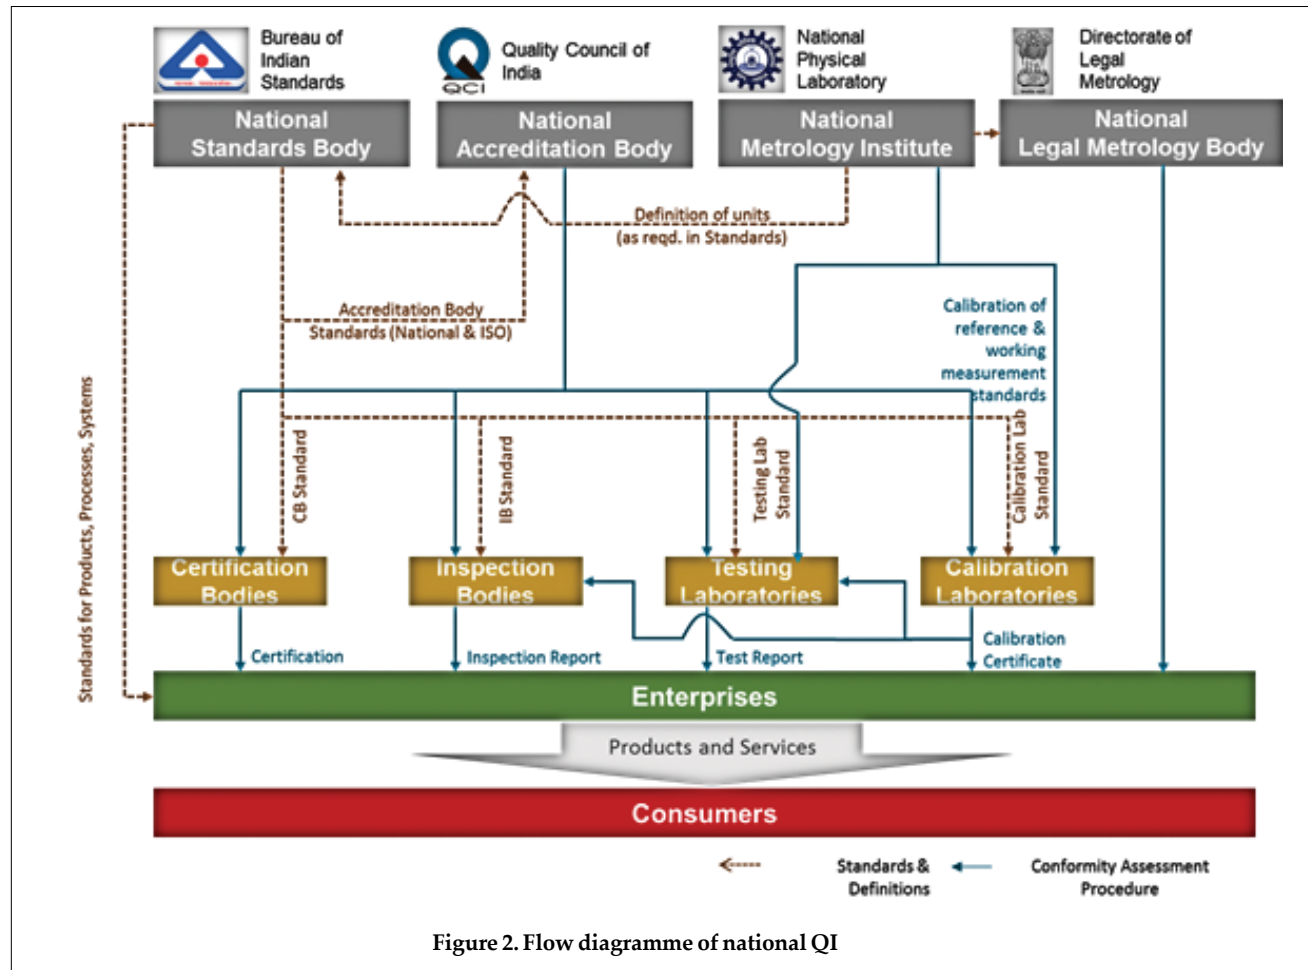 Bureau of
Indian
Standards
QCI
Quality Council of
India
National
Physical
Laboratory
Directorate of
Legal
Metrology
National
Standards Body
National
Accreditation Body
National
Metrology Institute
National
Legal Metrology Body
Definition of units
(as reqd. in Standards)
Accreditation Body
Standards (National & ISO)
Calibration of
reference &
working
measurement
standards
Standards for Products, Processes, Systems
CB Standard
IB Standard
Testing Lab
Standard
Calibration Lab
Standard
Certification
Bodies
Inspection
Bodies
Testing
Laboratories
Calibration
Laboratories
Certification
Inspection Report
Test Report
Calibration
Certificate
Enterprises
Products and Services
Consumers
Standards &
Definitions
Conformity Assessment
Procedure
Figure 2. Flow diagramme of national QI